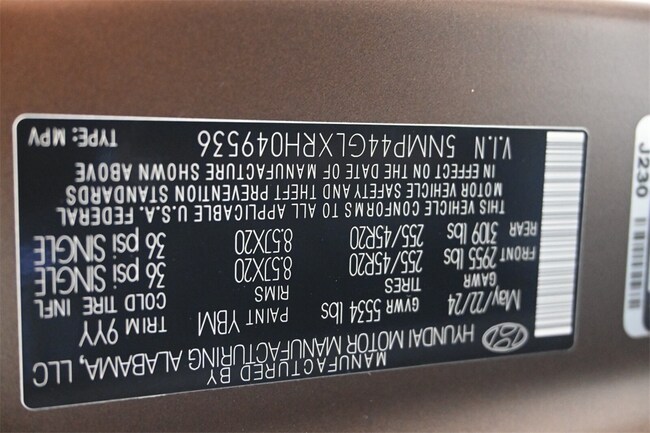 MANUFACTURED BY
HYUNDAI MOTOR MANUFACTURING ALABAMA, LLC
May/22/24 GVWR 5534 lbs PAINT YBM TRIM 9YY
GAWR TIRES RIMS COLD TIRE INFL
FRONT 2955 lbs 255/45R20 8.5JX20 36 psi SINGLE
REAR 3109 lbs 255/45R20 8.5JX20 36 psi SINGLE
THIS VEHICLE CONFORMS TO ALL APPLICABLE U.S.A. FEDERAL
MOTOR VEHICLE SAFETY AND THEFT PREVENTION STANDARDS
IN EFFECT ON THE DATE OF MANUFACTURE SHOWN ABOVE
V.I.N 5NMP44GLXRH049536 TYPE: MPV
J230